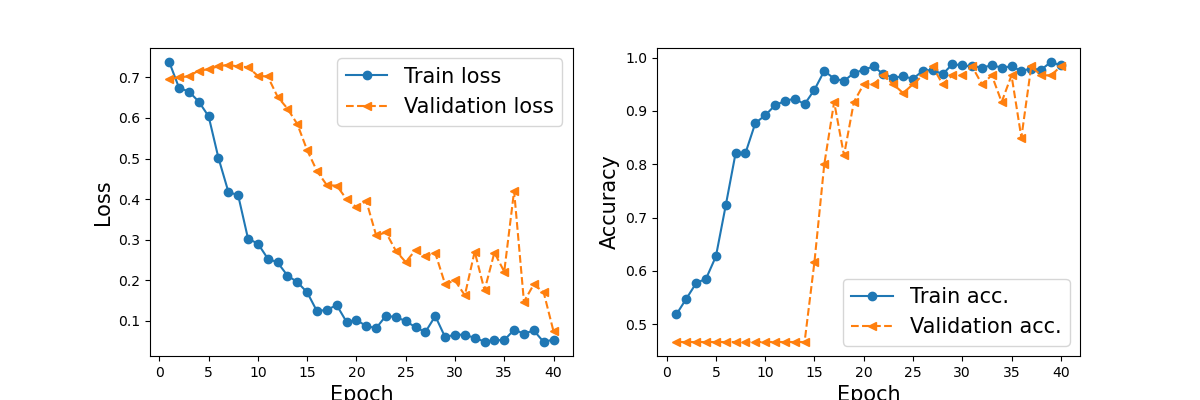 Train loss
Validation loss
0.7
0.6
0.5
0.4
0.3
0.2
0.1
Loss
0 5 10 15 20 25 30 35 40
Epoch
1.0
0.9
0.8
0.7
0.6
0.5
Accuracy
Train acc.
Validation acc.
0 5 10 15 20 25 30 35 40
Epoch